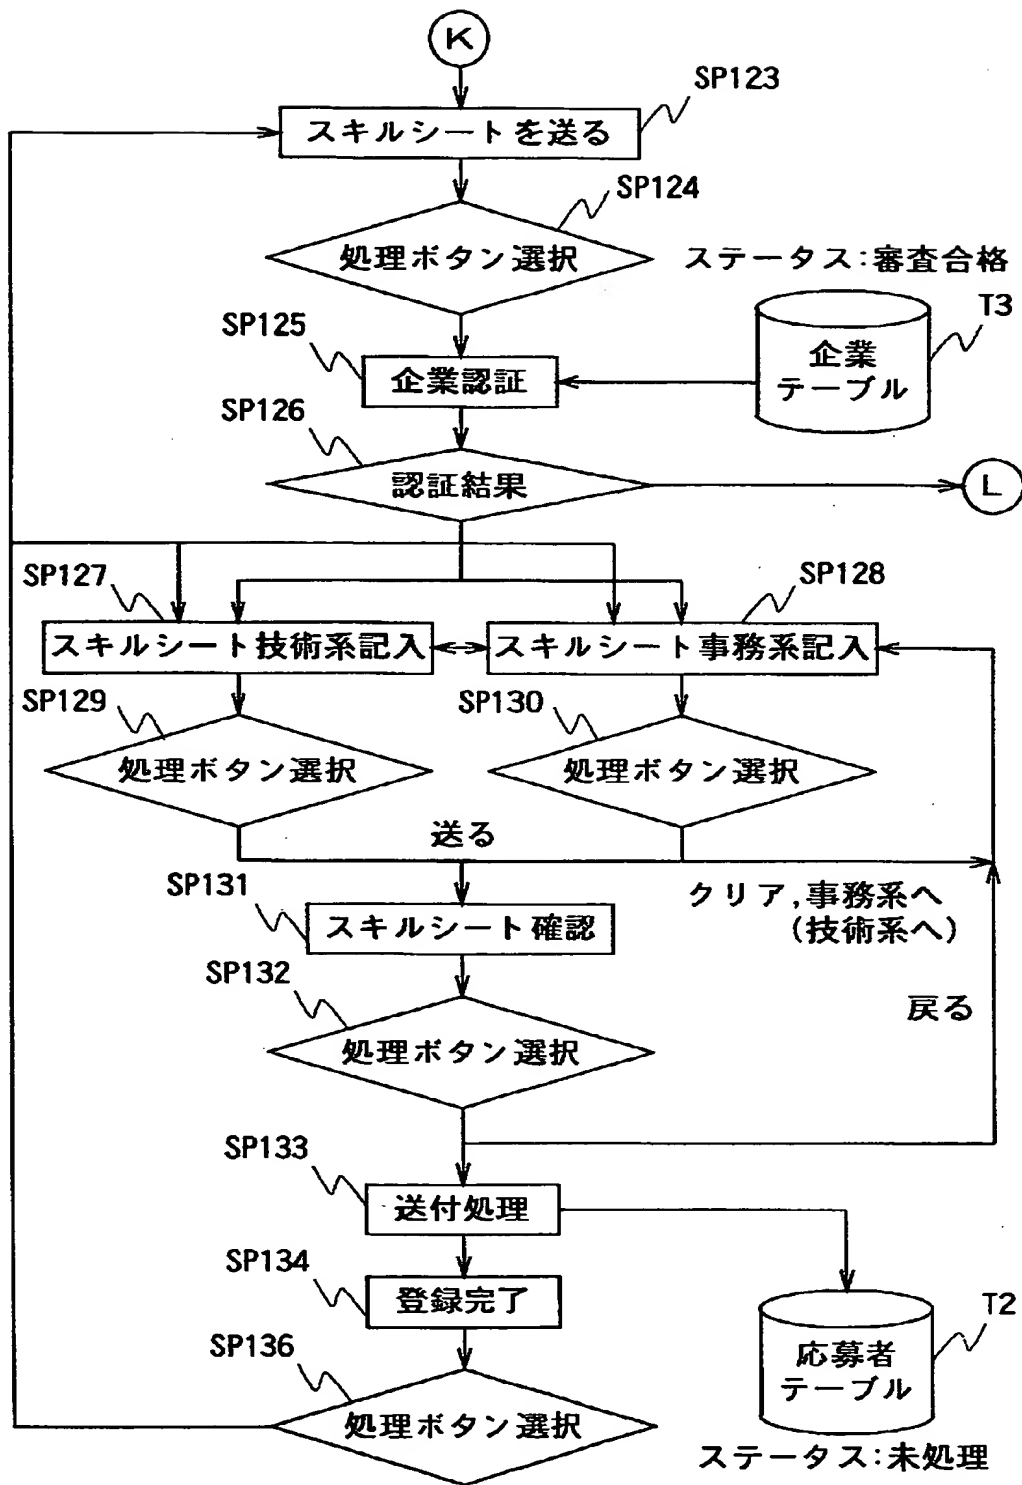 K
SP123
スキルシートを送る
SP124
処理ボタン選択
ステータス:審査合格
SP125
T3
企業
テーブル
企業認証
SP126
認証結果
L
SP127
SP128
スキルシート技術系記入
スキルシート事務系記入
SP129
SP130
処理ボタン選択
処理ボタン選択
送る
SP131
クリア,事務系へ
(技術系へ)
スキルシート確認
SP132
戻る
処理ボタン選択
SP133
送付処理
SP134
登録完了
T2
SP136
応募者
テーブル
処理ボタン選択
ステータス:未処理